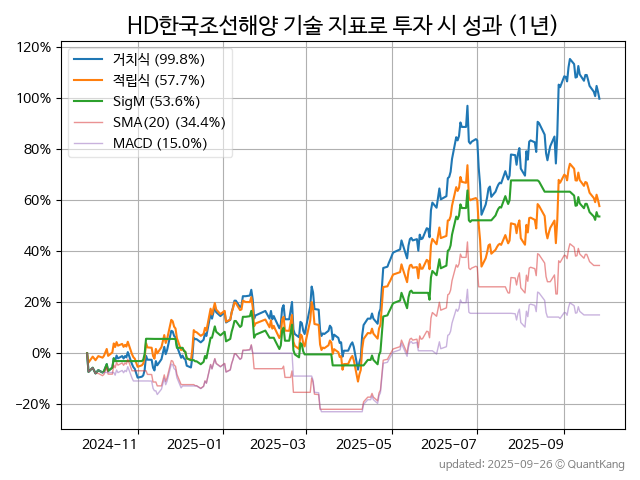 HD한국조선해양 기술 지표로 투자 시 성과 (1년)
120%
100%
80%
60%
40%
20%
0%
−20%
거치식 (99.8%)
적립식 (57.7%)
SigM (53.6%)
SMA(20) (34.4%)
MACD (15.0%)
2024-11
2025-01
2025-03
2025-05
2025-07
2025-09
updated: 2025-09-26 ⓒ QuantKang